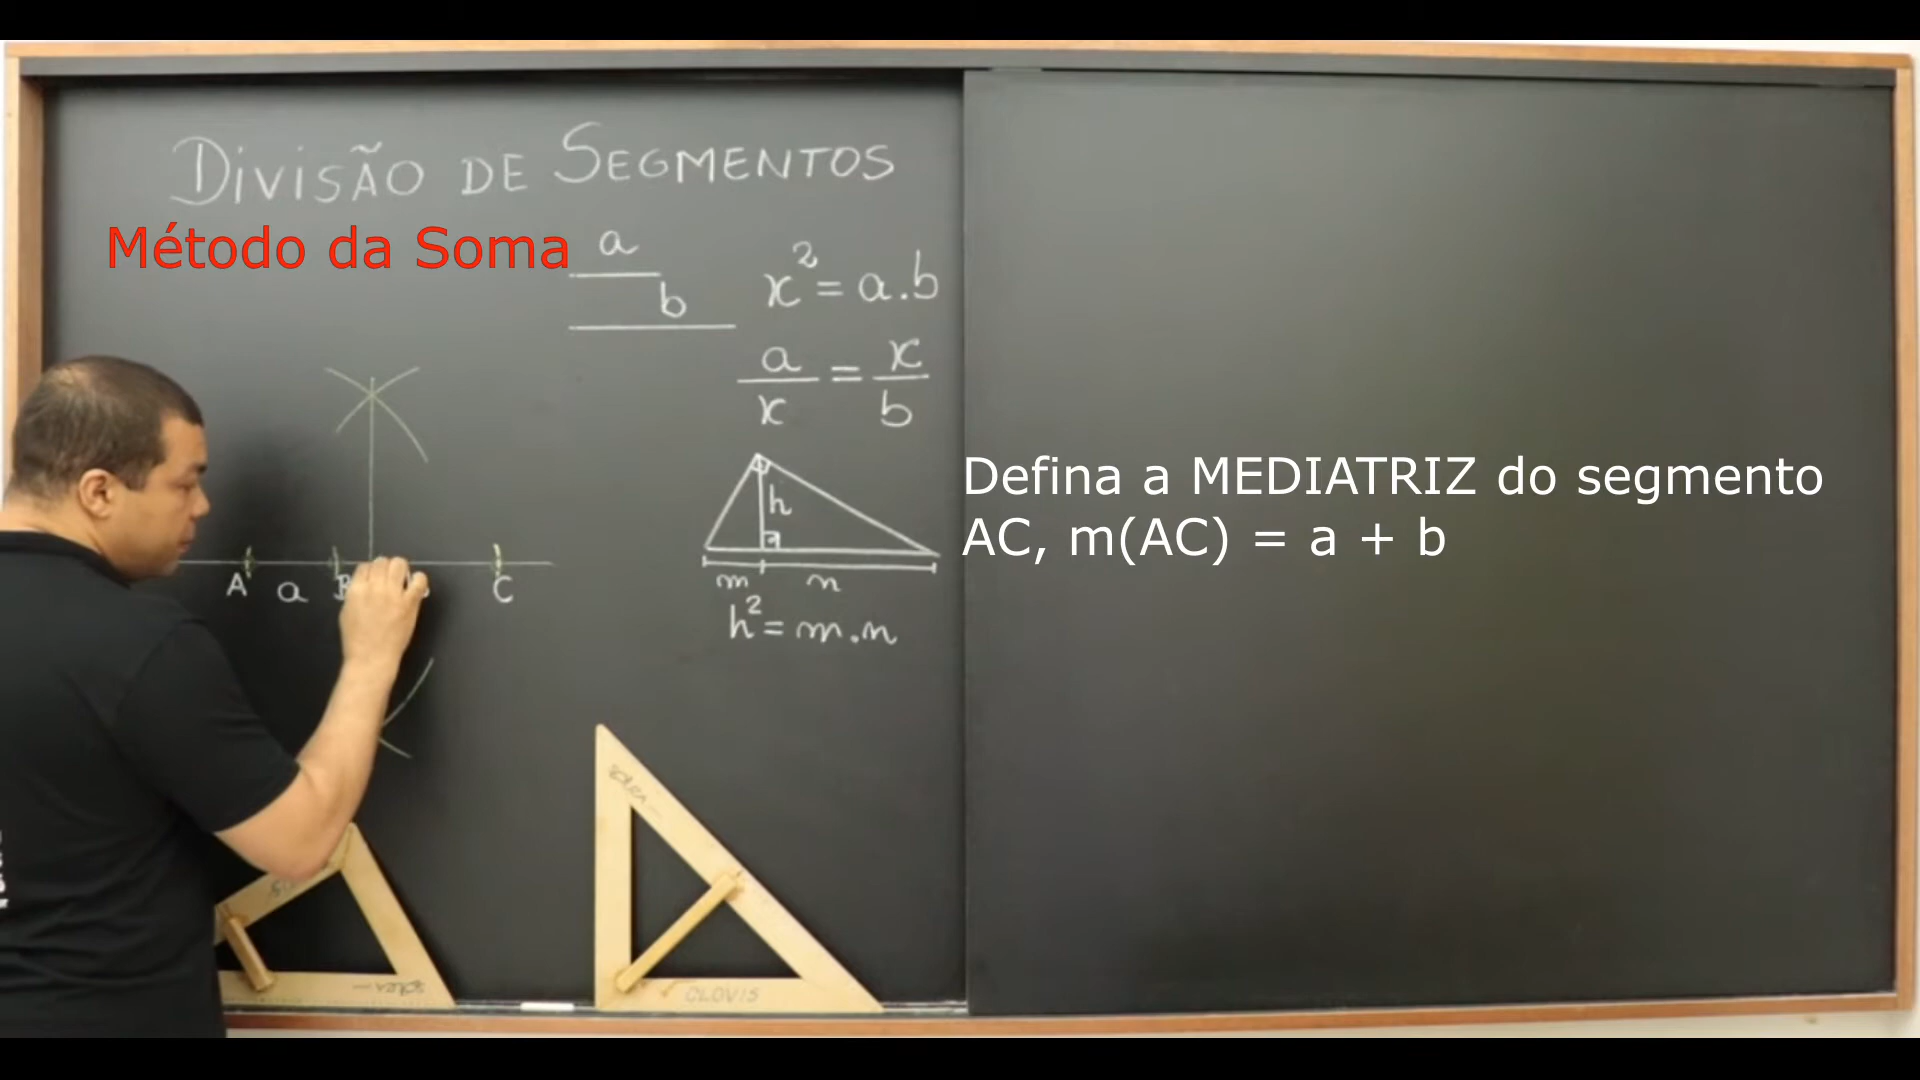 DIVISÃO DE SEGMENTOS
Método da Soma
a
b
x² = a.b
a/x = x/b
h
m n
h² = m.n
A a B C
Defina a MEDIATRIZ do segmento
AC, m(AC) = a + b
CLOVIS